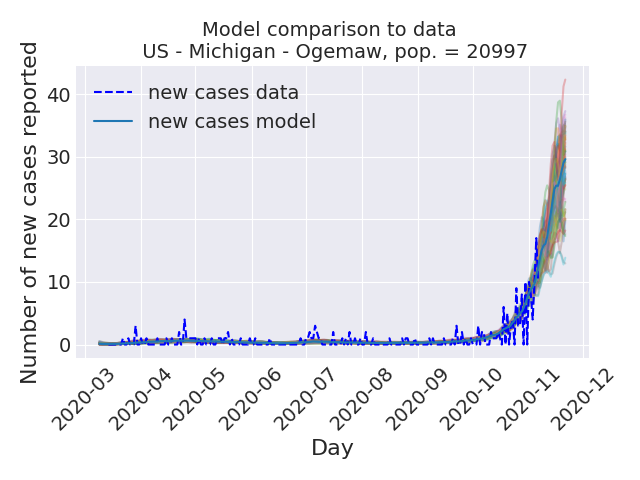 Model comparison to data
US - Michigan - Ogemaw, pop. = 20997
Number of new cases reported
40
30
20
10
0
new cases data
new cases model
2020-03
2020-04
2020-05
2020-06
2020-07
2020-08
2020-09
2020-10
2020-11
2020-12
Day